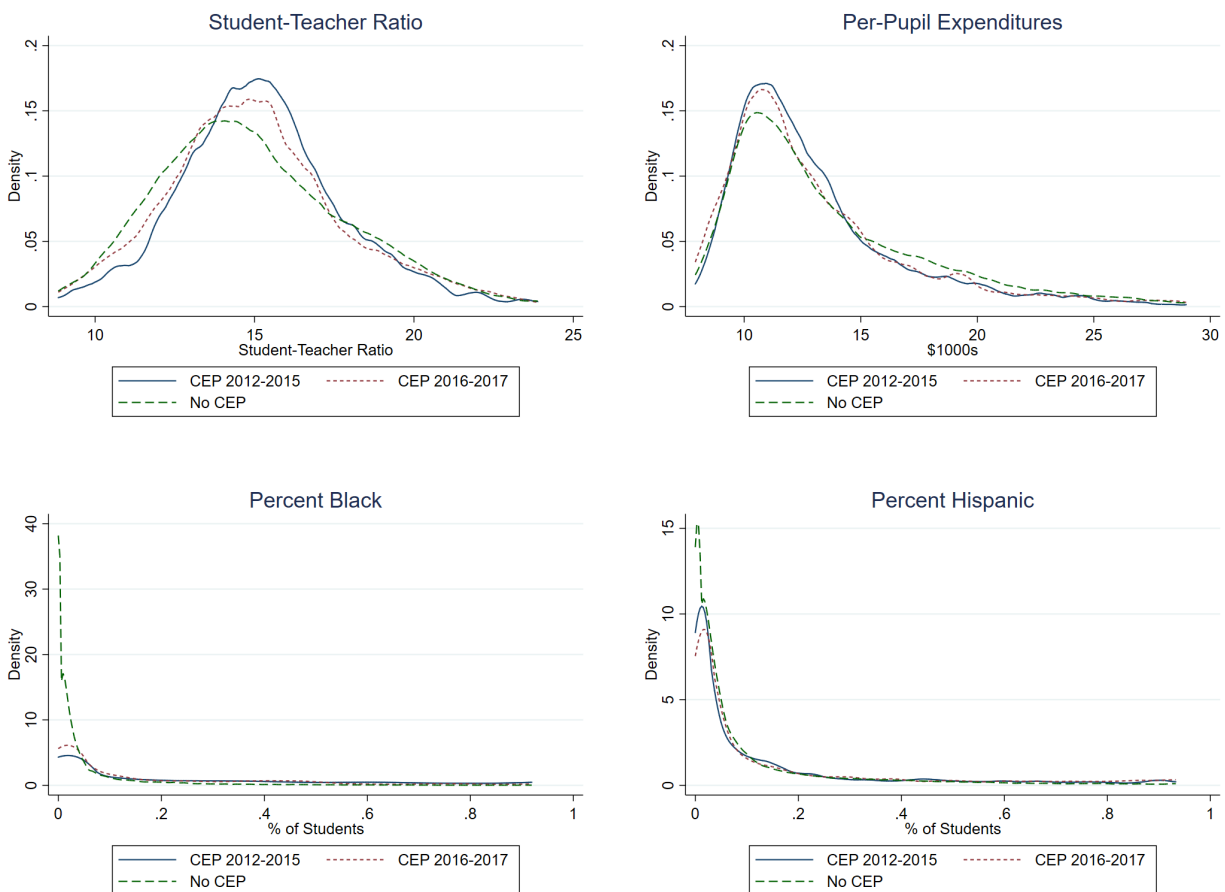 Student-Teacher Ratio
Per-Pupil Expenditures
.2
.15
.1
.05
0
Density
10 15 20 25
Student-Teacher Ratio
CEP 2012-2015 CEP 2016-2017
No CEP
.2
.15
.1
.05
0
Density
10 15 20 25 30
$1000s
CEP 2012-2015 CEP 2016-2017
No CEP
Percent Black
Percent Hispanic
40
30
20
10
0
Density
0 .2 .4 .6 .8 1
% of Students
CEP 2012-2015 CEP 2016-2017
No CEP
15
10
5
0
Density
0 .2 .4 .6 .8 1
% of Students
CEP 2012-2015 CEP 2016-2017
No CEP